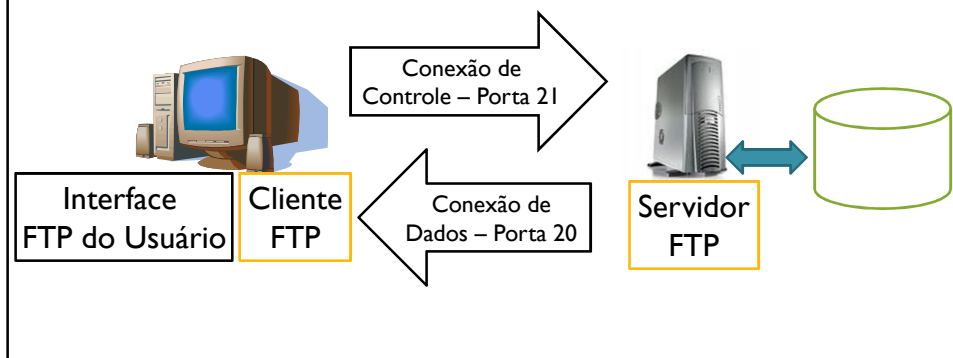 Conexão de
Controle – Porta 21
Interface
FTP do Usuário
Cliente
FTP
Conexão de
Dados – Porta 20
Servidor
FTP